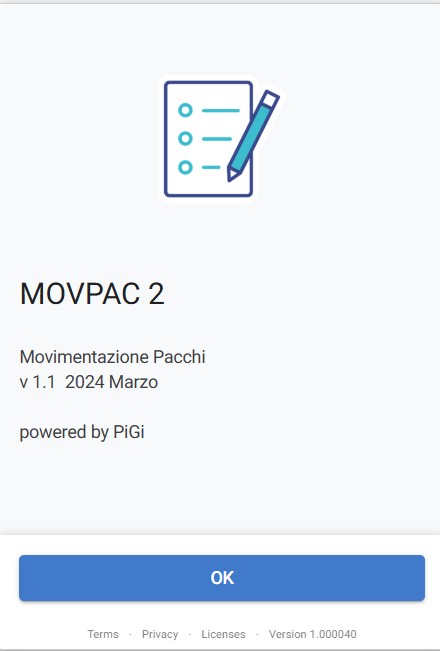 MOVPAC 2
Movimentazione Pacchi
v 1.1  2024 Marzo
powered by PiGi
OK
Terms · Privacy · Licenses · Version 1.000040